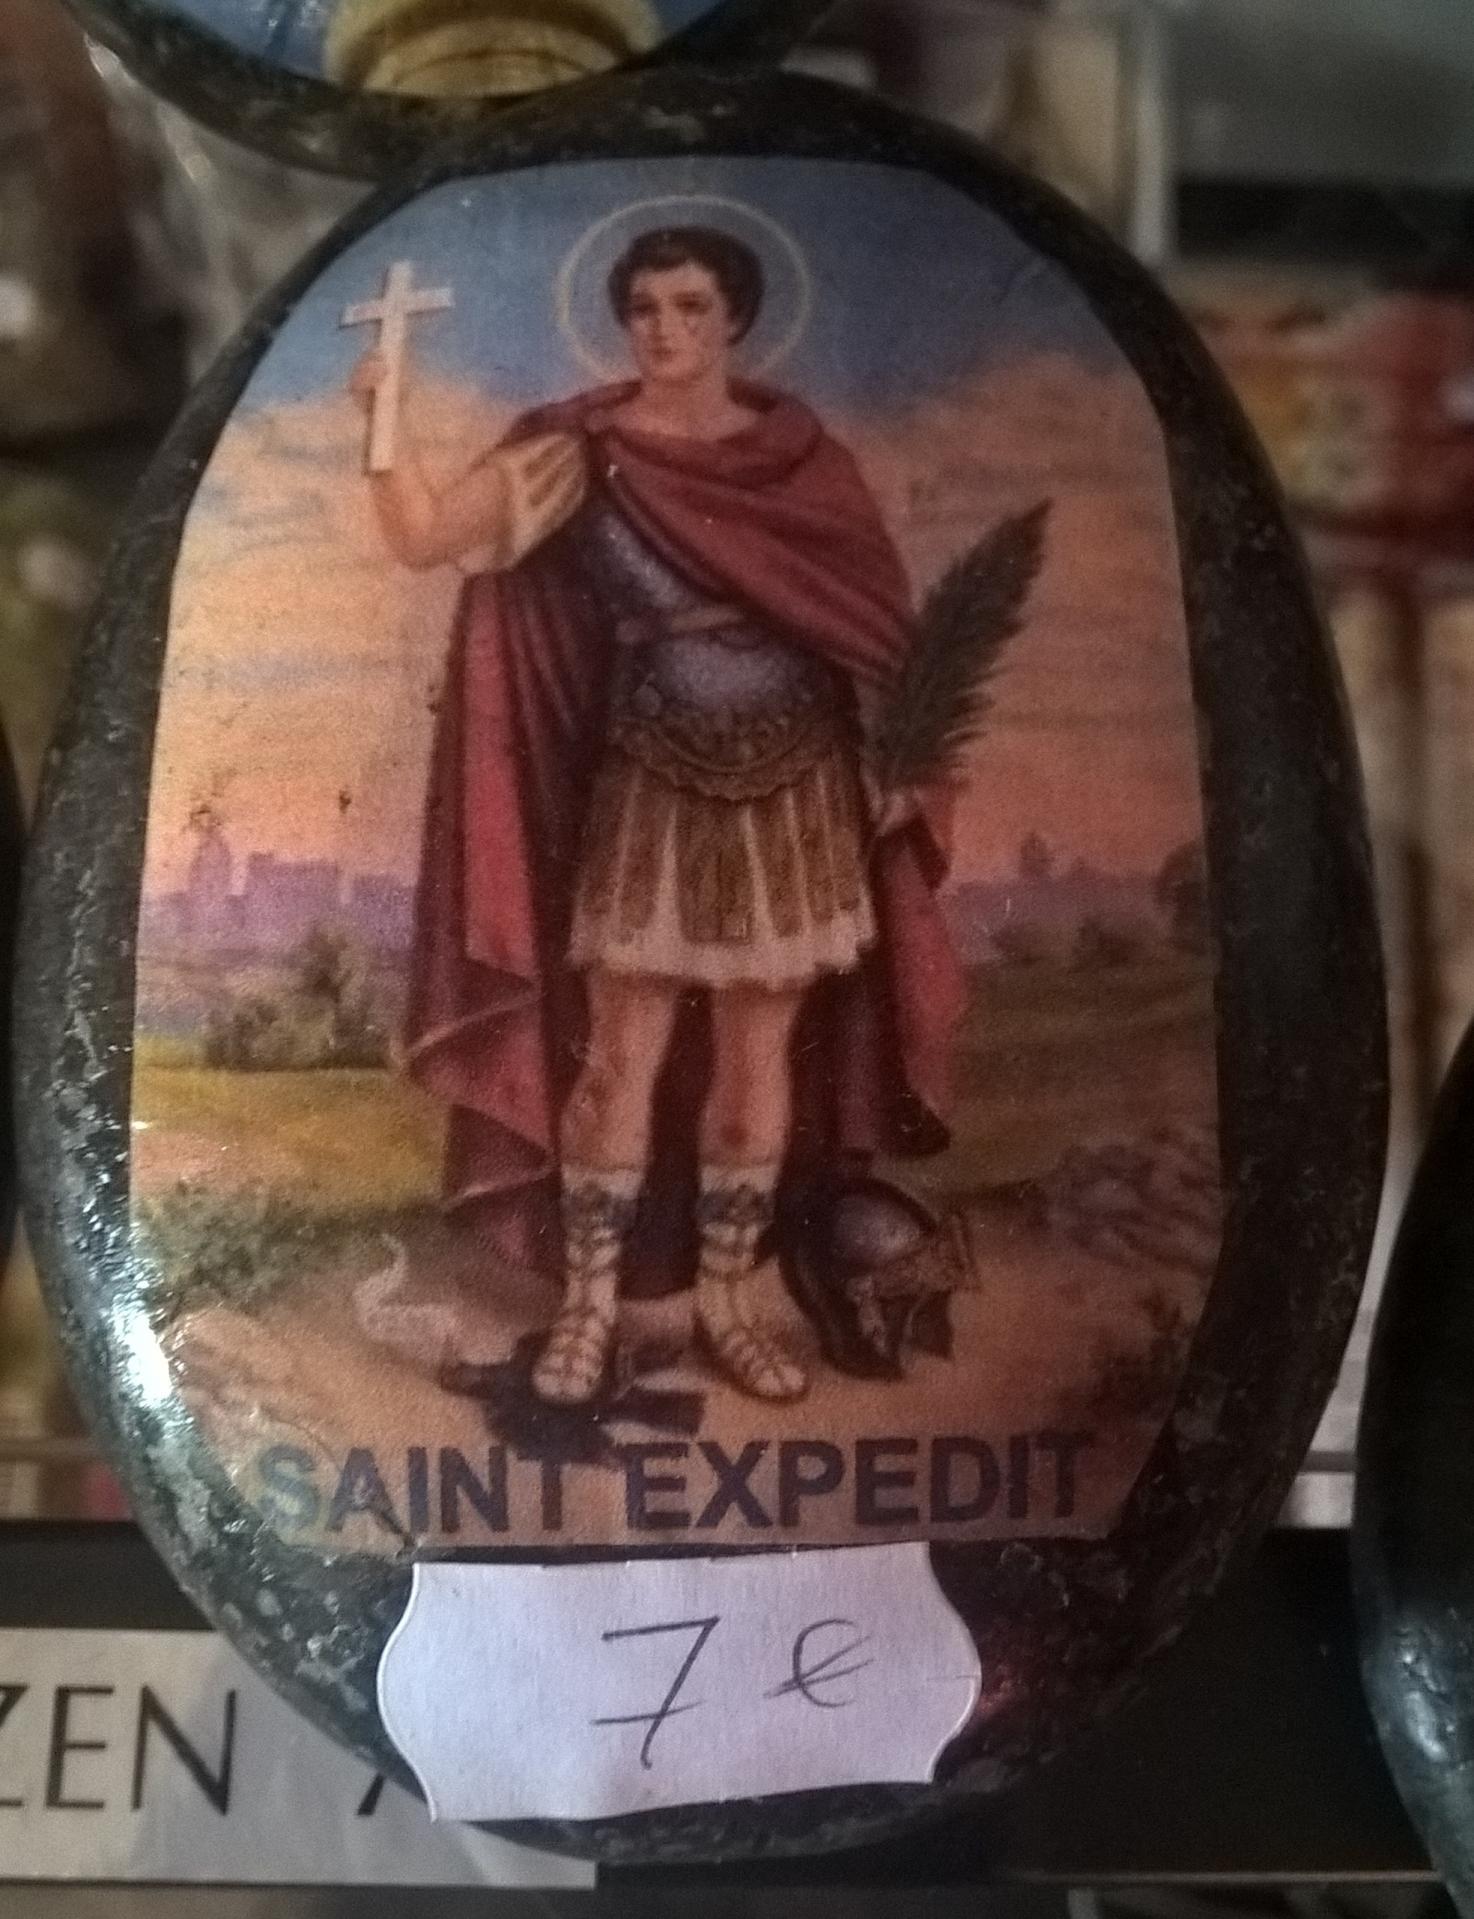 SAINT EXPEDIT
7 €
ZEN